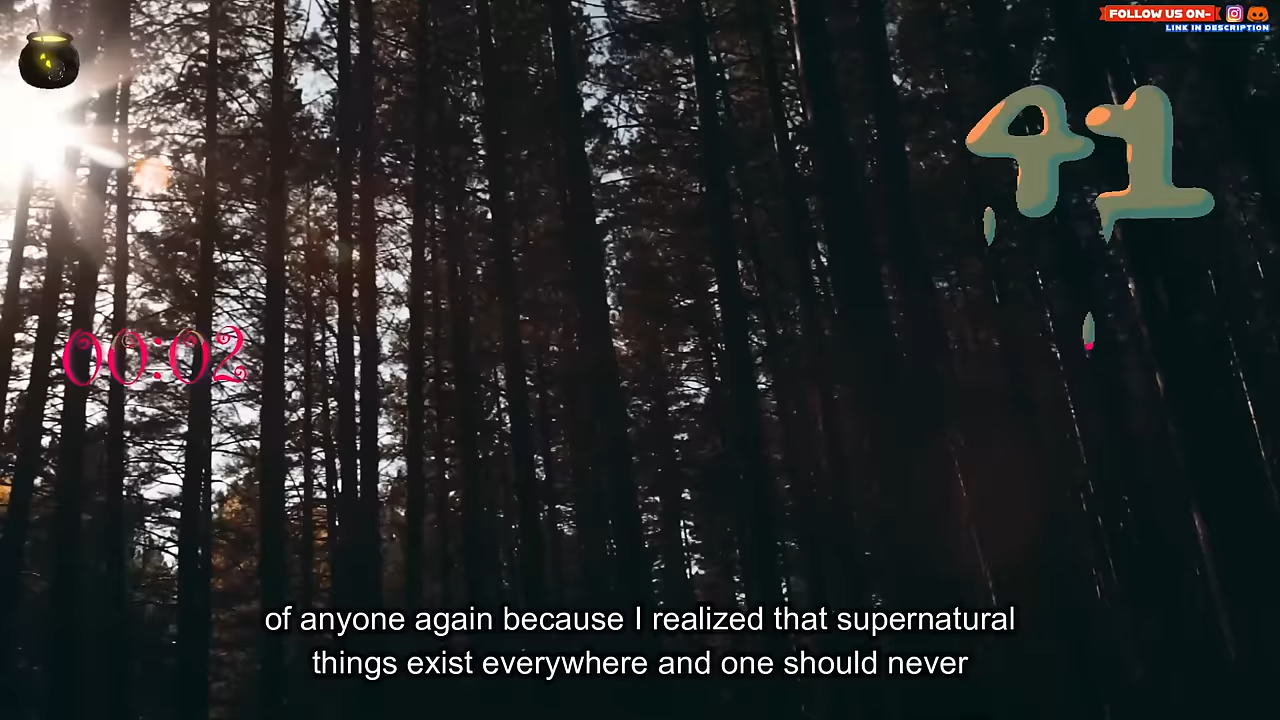 FOLLOW US ON-
LINK IN DESCRIPTION
41
00:02
of anyone again because I realized that supernatural
things exist everywhere and one should never